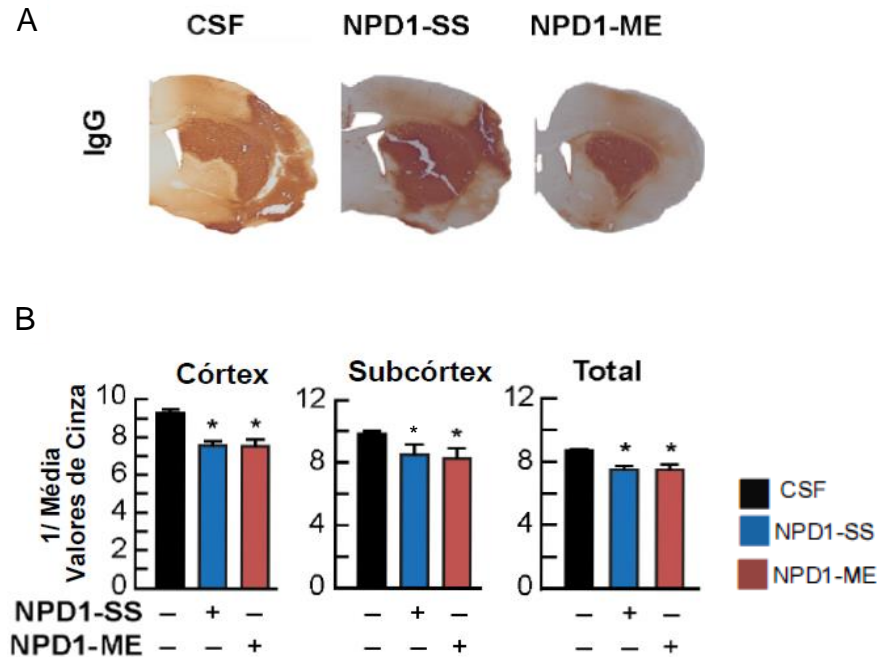 A
CSF NPD1-SS NPD1-ME
IgG
B
Córtex Subcórtex Total
1/ Média
Valores de Cinza
10
8
6
4
2
0
12
8
4
0
12
8
4
0
CSF
NPD1-SS
NPD1-ME
* *
* *
* *
NPD1-SS – + – – + – – + –
NPD1-ME – – + – – + – – +